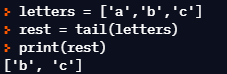 > letters = ['a','b','c']
> rest = tail(letters)
> print(rest)
['b', 'c']